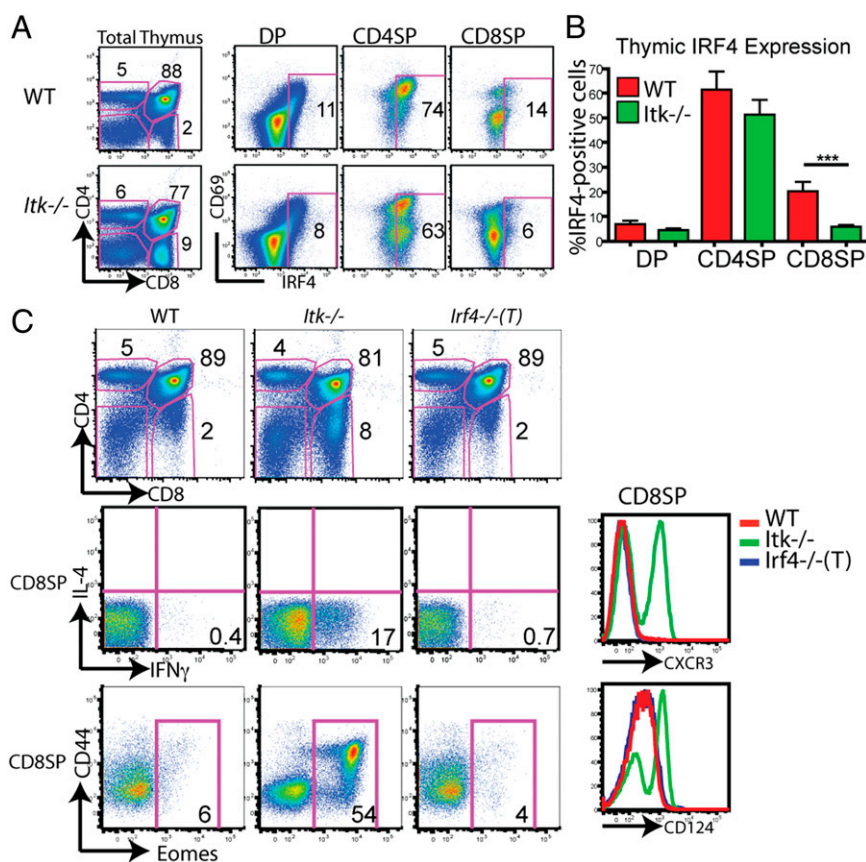 A
Total Thymus DP CD4SP CD8SP
WT
5 88 2
11 74 14
Itk-/-
6 77 9
8 63 6
CD4
CD8
CD69
IRF4
B
Thymic IRF4 Expression
%IRF4-positive cells
70
60
50
40
30
20
10
0
WT
Itk-/-
***
DP CD4SP CD8SP
C
WT Itk-/- Irf4-/-(T)
5 89 2
4 81 8
5 89 2
CD4
CD8
CD8SP
IL-4
0.4 17 0.7
IFNγ
CD8SP
CD44
6 54 4
Eomes
CD8SP
WT
Itk-/-
Irf4-/-(T)
CXCR3
CD124